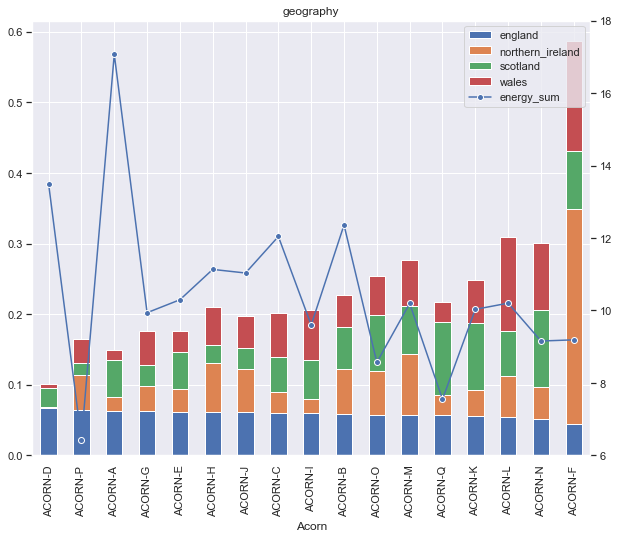 geography
0.6
0.5
0.4
0.3
0.2
0.1
0.0
18
16
14
12
10
8
6
england
northern_ireland
scotland
wales
energy_sum
ACORN-D
ACORN-P
ACORN-A
ACORN-G
ACORN-E
ACORN-H
ACORN-J
ACORN-C
ACORN-I
ACORN-B
ACORN-O
ACORN-M
ACORN-Q
ACORN-K
ACORN-L
ACORN-N
ACORN-F
Acorn